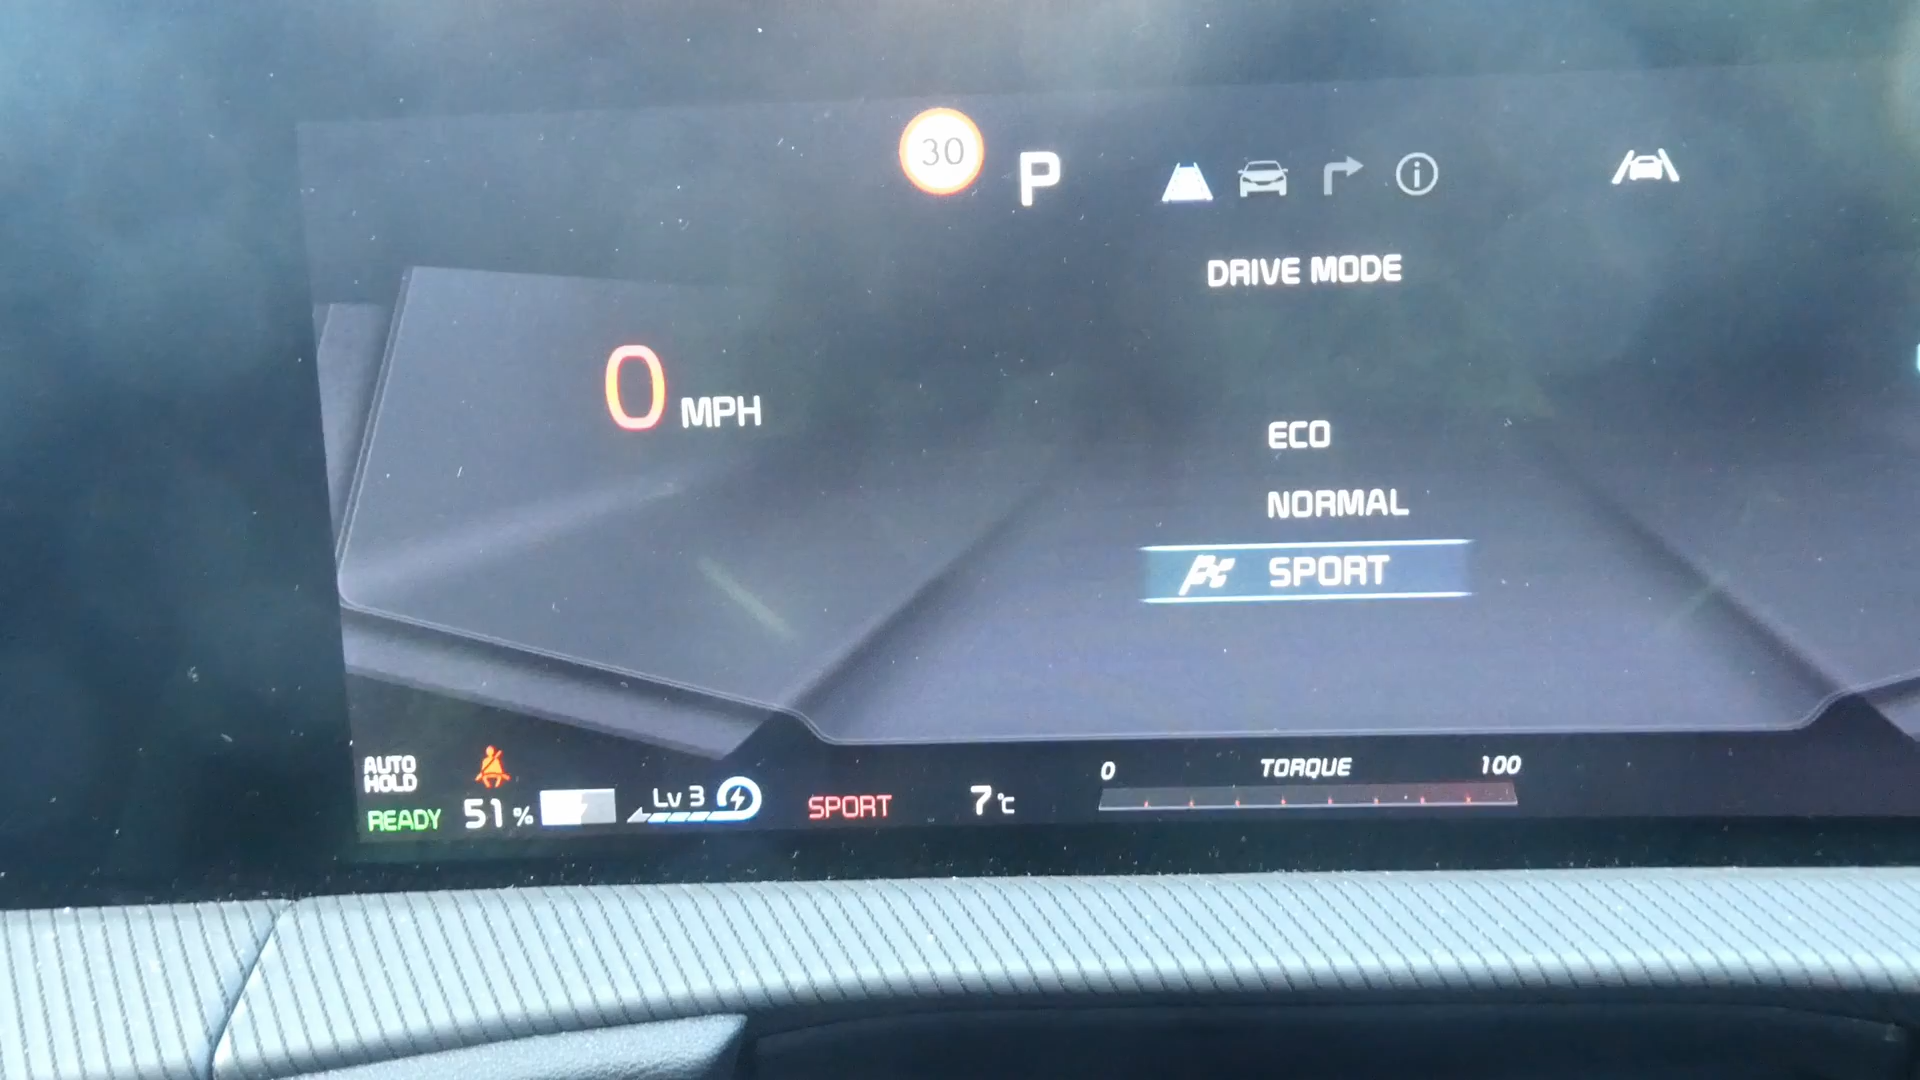 30
P
DRIVE MODE
0 MPH
ECO
NORMAL
SPORT
AUTO
HOLD
READY
51 %
Lv 3
SPORT
7 °C
0 TORQUE 100